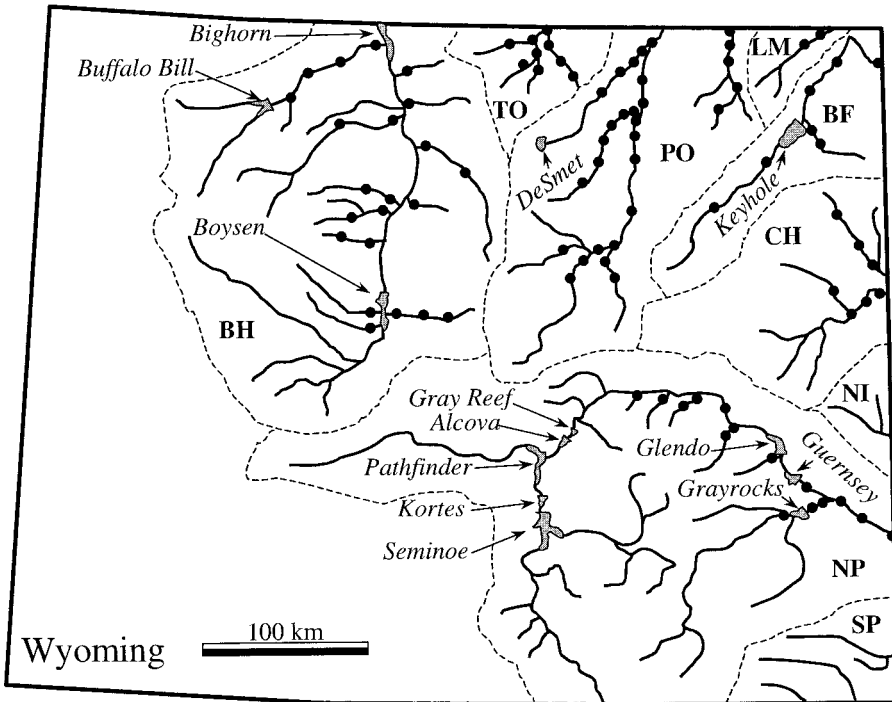 Bighorn
Buffalo Bill
LM
TO
BF
PO
DeSmet
Keyhole
CH
Boysen
BH
NI
Gray Reef
Alcova
Glendo
Guernsey
Pathfinder
Grayrocks
Kortes
Seminoe
NP
SP
Wyoming
100 km